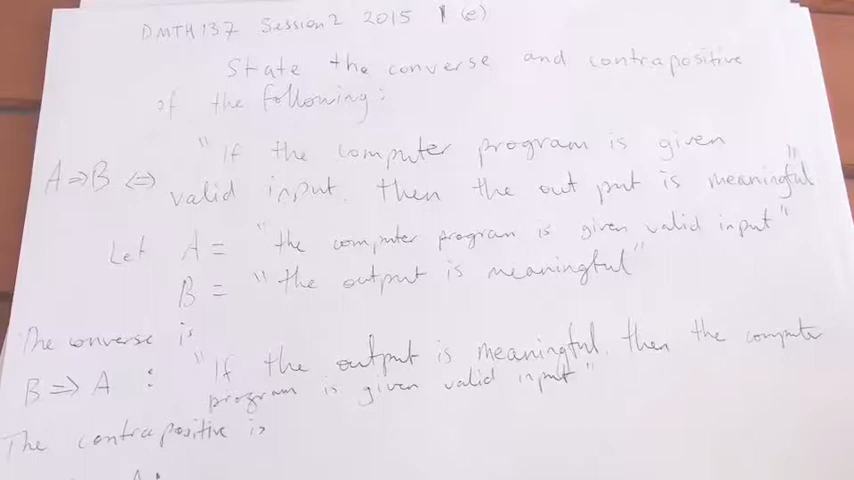 DMTH137 Session 2 2015 1 (e)
State the converse and contrapositive
of the following:
"If the computer program is given
A ⇒ B ⇔ valid input, then the output is meaningful"
Let A = "the computer program is given valid input"
B = "the output is meaningful"
The converse is
B ⇒ A : "If the output is meaningful, then the computer
program is given valid input"
The contrapositive is